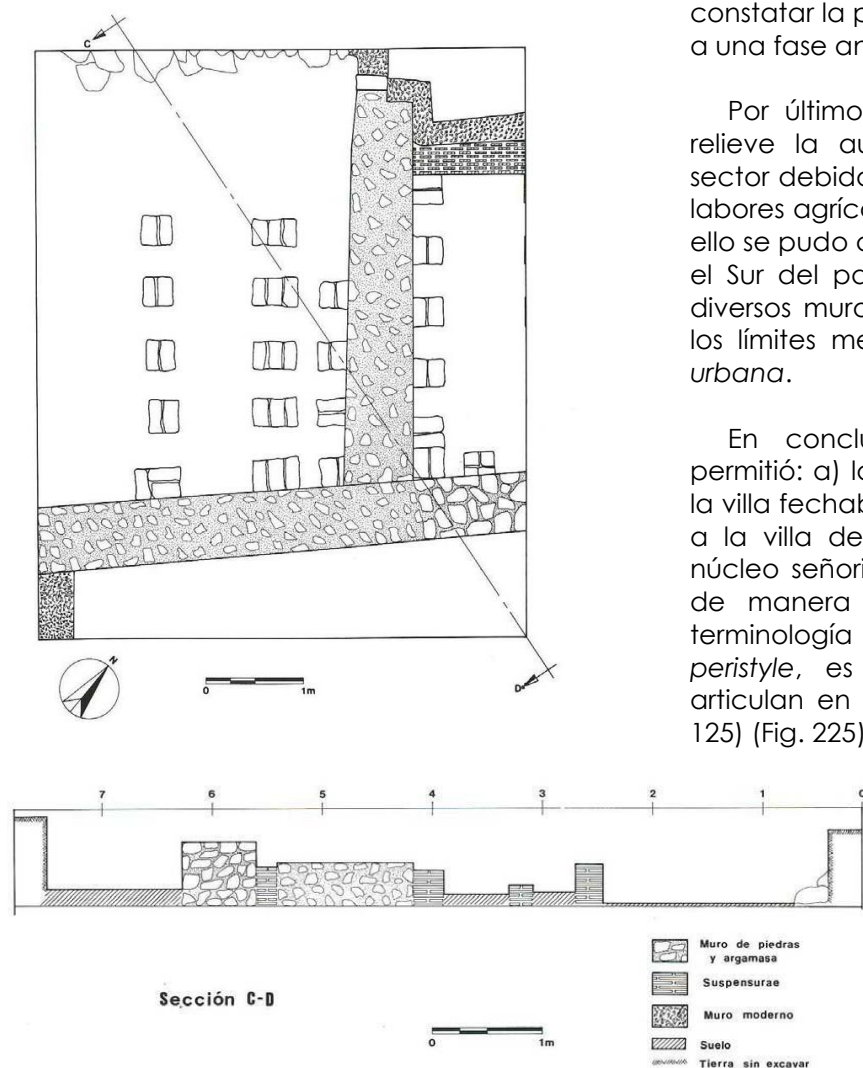 constatar la p
a una fase an
Por último
relieve la au
sector debido
labores agríco
ello se pudo c
el Sur del pa
diversos muro
los límites me
urbana.
En conclu
permitió: a) lo
la villa fechab
a la villa de
núcleo señori
de manera
terminología
peristyle, es
articulan en
125) (Fig. 225)
C
N
0 1m
D
7 6 5 4 3 2 1 0
Sección C-D
0 1m
Muro de piedras
y argamasa
Suspensurae
Muro moderno
Suelo
Tierra sin excavar